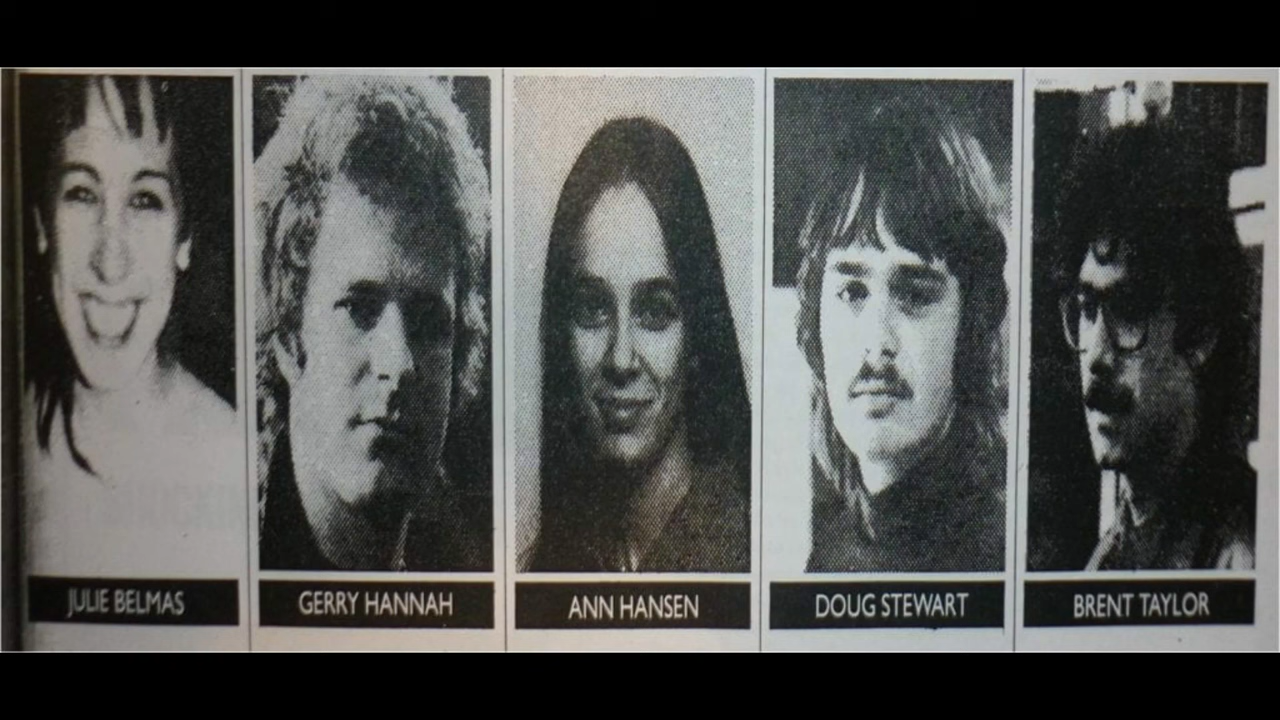 JULIE BELMAS
GERRY HANNAH
ANN HANSEN
DOUG STEWART
BRENT TAYLOR